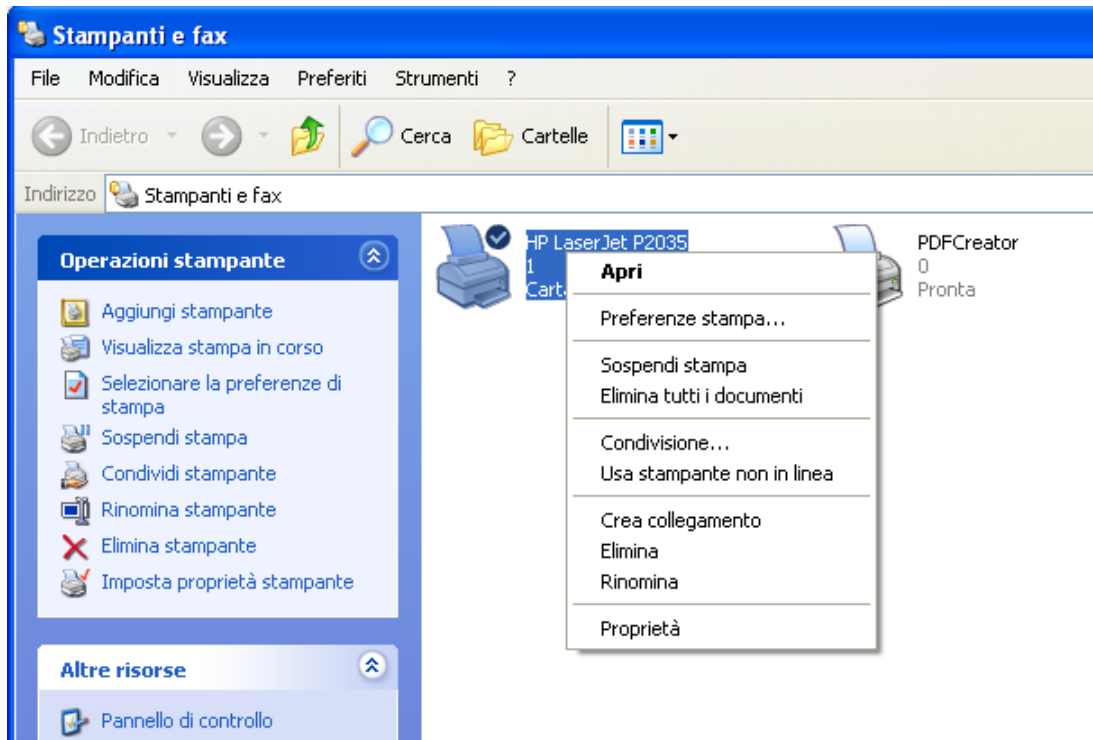 Stampanti e fax
File Modifica Visualizza Preferiti Strumenti ?
Indietro Cerca Cartelle
Indirizzo Stampanti e fax
Operazioni stampante
Aggiungi stampante
Visualizza stampa in corso
Selezionare la preferenze di
stampa
Sospendi stampa
Condividi stampante
Rinomina stampante
Elimina stampante
Imposta proprietà stampante
Altre risorse
Pannello di controllo
HP LaserJet P2035
1
PDFCreator
0
Pronta
Apri
Preferenze stampa...
Sospendi stampa
Elimina tutti i documenti
Condivisione...
Usa stampante non in linea
Crea collegamento
Elimina
Rinomina
Proprietà